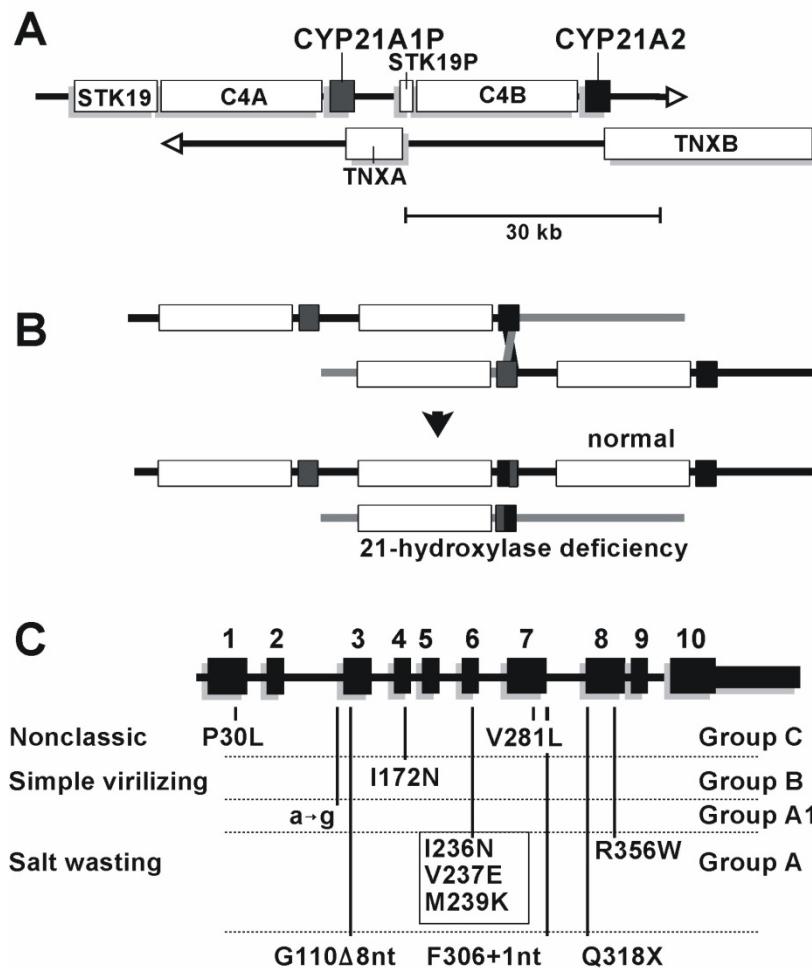 A
CYP21A1P
CYP21A2
STK19P
STK19
C4A
C4B
TNXA
TNXB
30 kb
B
normal
21-hydroxylase deficiency
C
1 2 3 4 5 6 7 8 9 10
Nonclassic P30L V281L Group C
Simple virilizing I172N Group B
a→g Group A1
Salt wasting I236N R356W Group A
V237E
M239K
G110Δ8nt F306+1nt Q318X